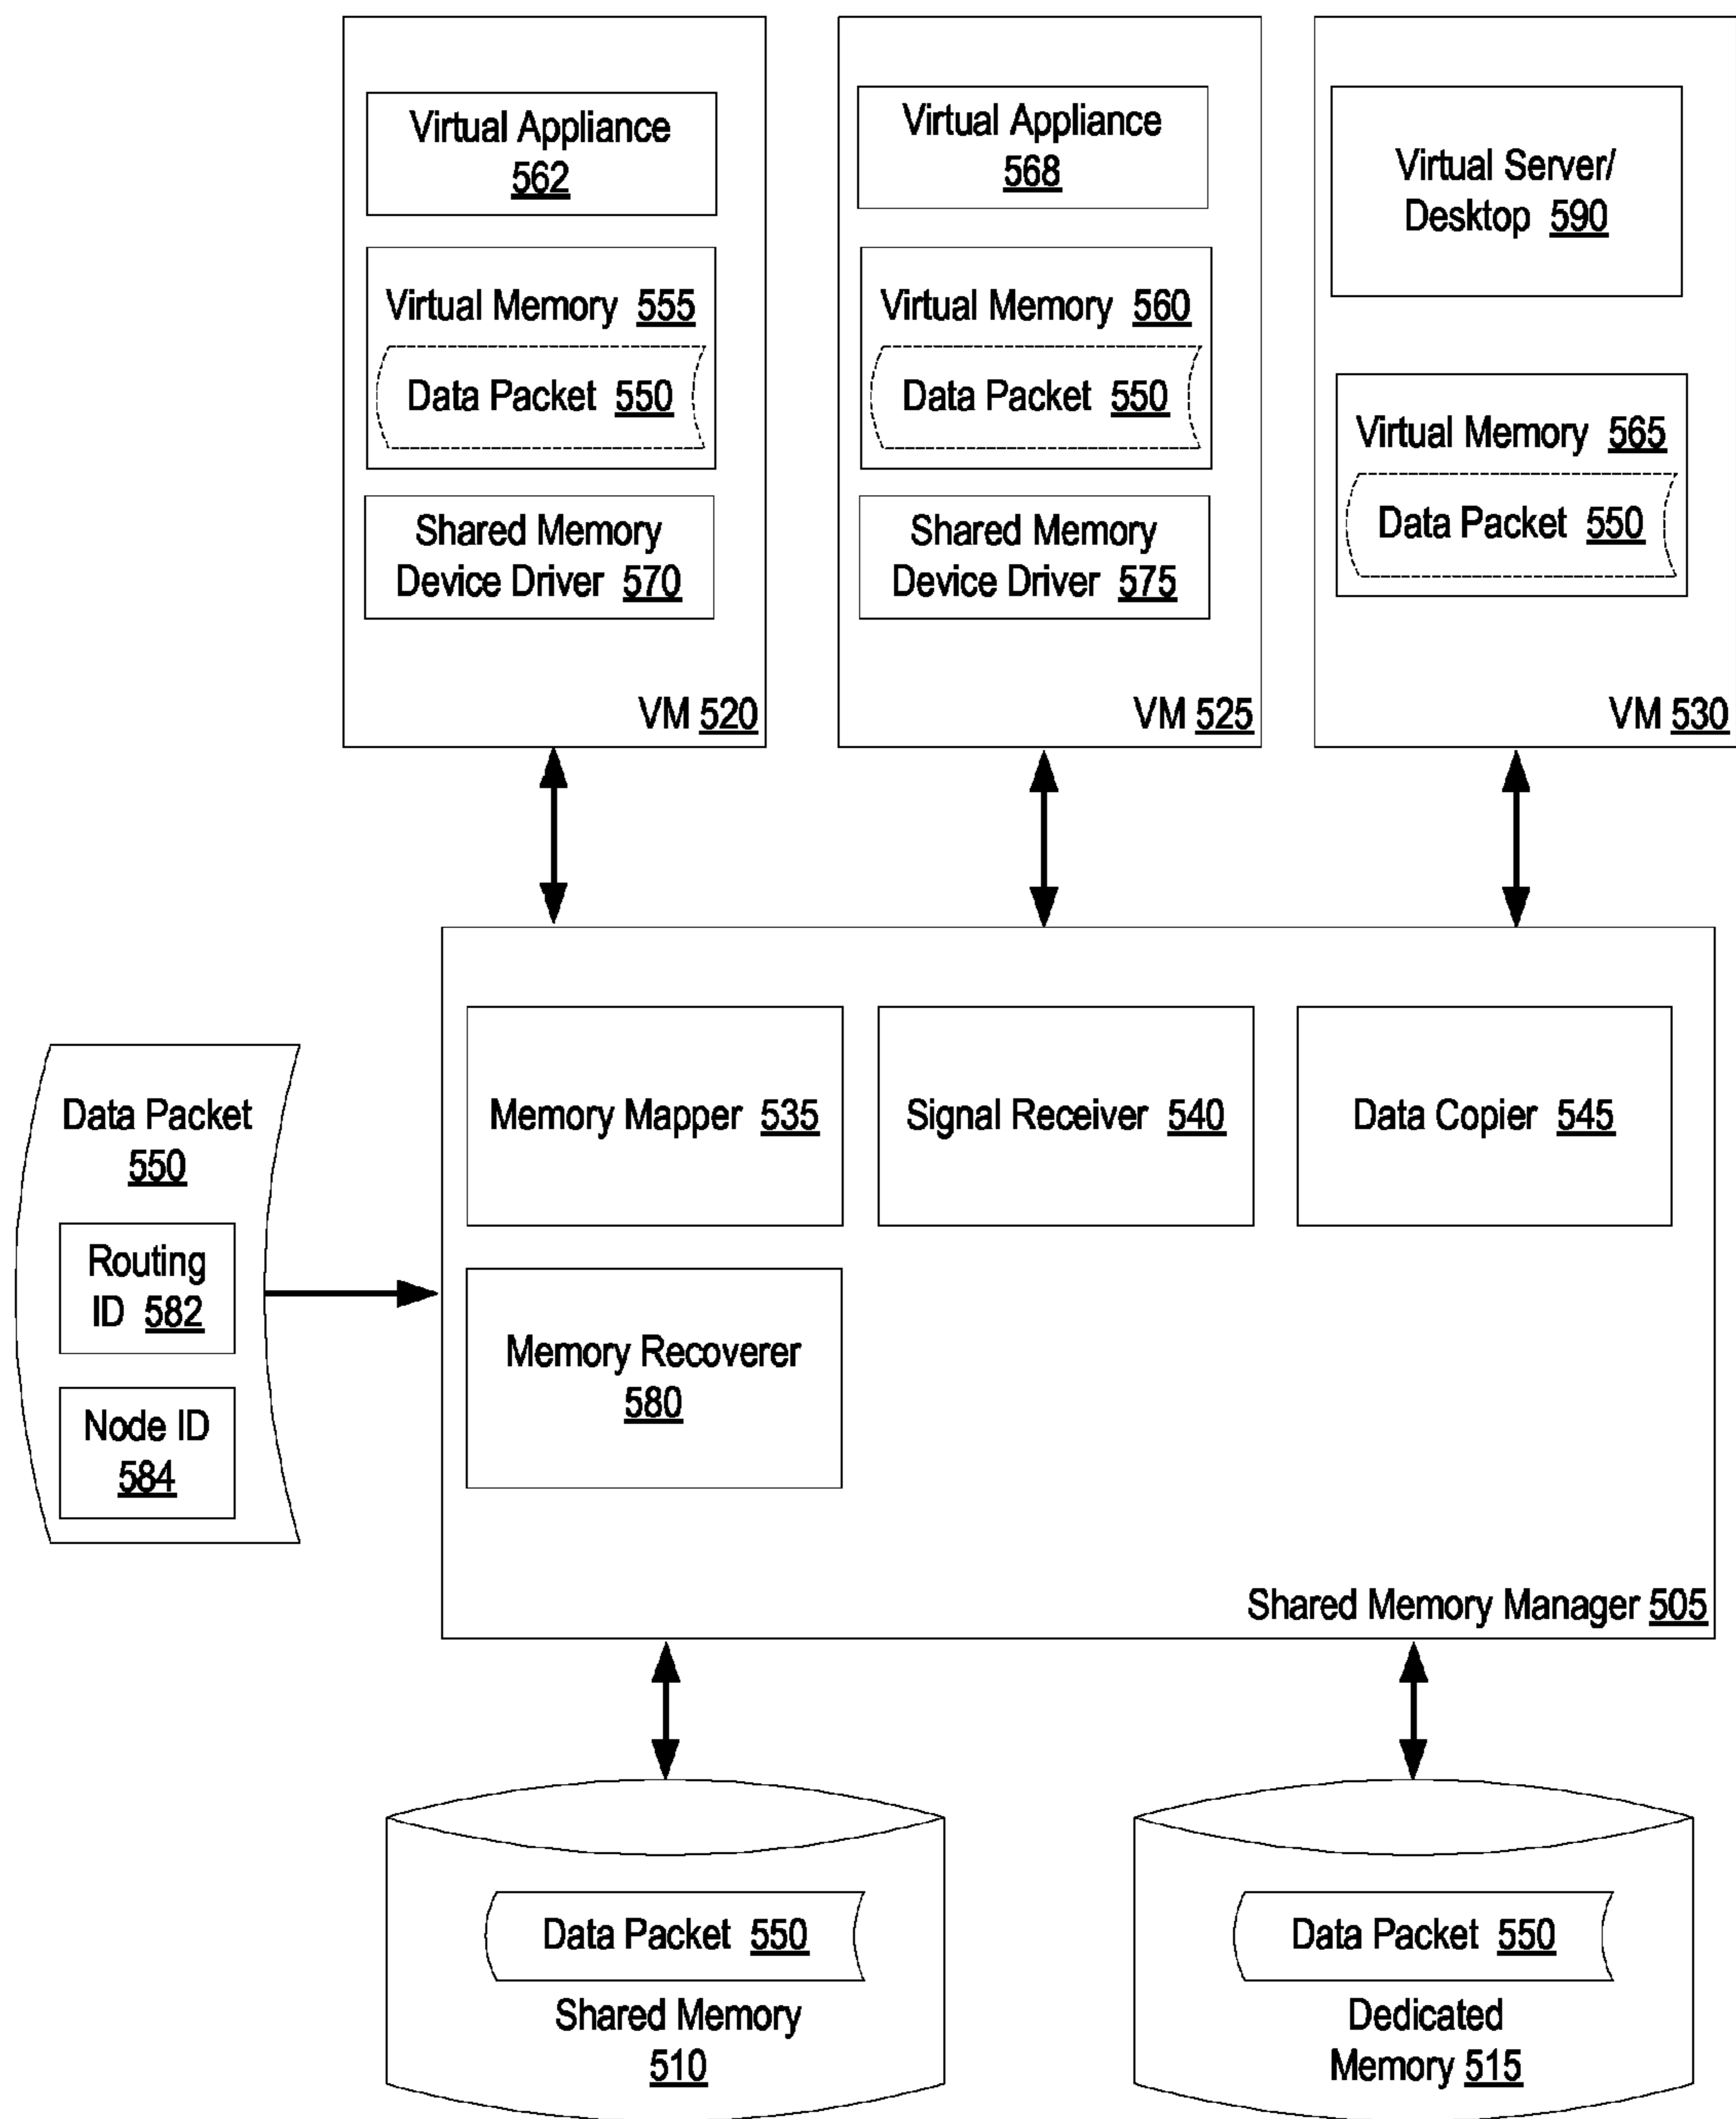 Virtual Appliance
562
Virtual Memory 555
Data Packet 550
Shared Memory
Device Driver 570
VM 520
Virtual Appliance
568
Virtual Memory 560
Data Packet 550
Shared Memory
Device Driver 575
VM 525
Virtual Server/
Desktop 590
Virtual Memory 565
Data Packet 550
VM 530
Data Packet
550
Routing
ID 582
Node ID
584
Memory Mapper 535
Signal Receiver 540
Data Copier 545
Memory Recoverer
580
Shared Memory Manager 505
Data Packet 550
Shared Memory
510
Data Packet 550
Dedicated
Memory 515